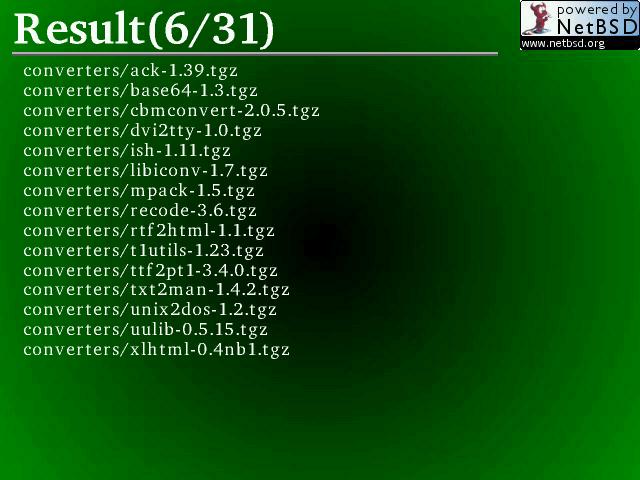 Result(6/31)
powered by
NetBSD
www.netbsd.org
converters/ack-1.39.tgz
converters/base64-1.3.tgz
converters/cbmconvert-2.0.5.tgz
converters/dvi2tty-1.0.tgz
converters/ish-1.11.tgz
converters/libiconv-1.7.tgz
converters/mpack-1.5.tgz
converters/recode-3.6.tgz
converters/rtf2html-1.1.tgz
converters/t1utils-1.23.tgz
converters/ttf2pt1-3.4.0.tgz
converters/txt2man-1.4.2.tgz
converters/unix2dos-1.2.tgz
converters/uulib-0.5.15.tgz
converters/xlhtml-0.4nb1.tgz